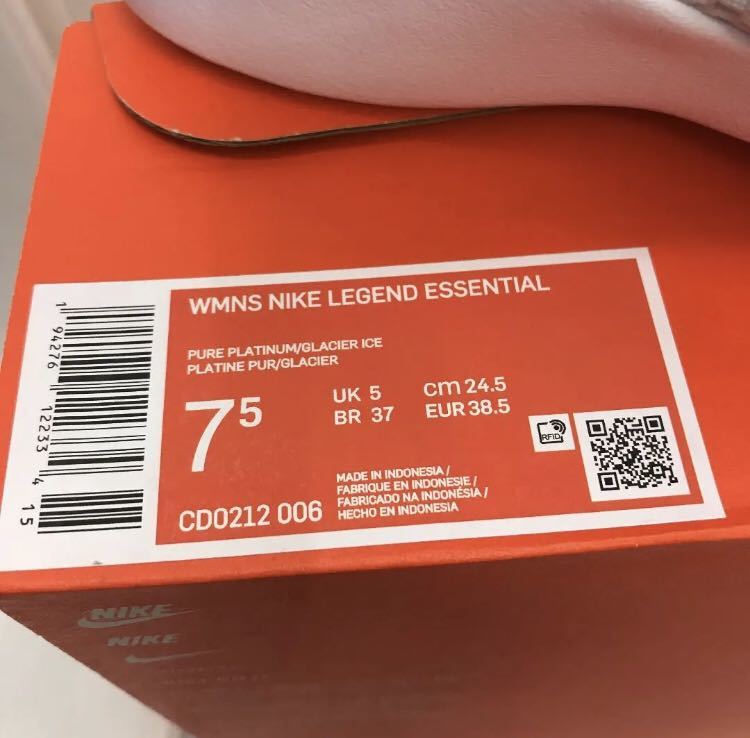 WMNS NIKE LEGEND ESSENTIAL
PURE PLATINUM/GLACIER ICE
PLATINE PUR/GLACIER
7 5
UK 5 cm 24.5
BR 37 EUR 38.5
RFID
CD0212 006
MADE IN INDONESIA /
FABRIQUE EN INDONESIE /
FABRICADO NA INDONÉSIA /
HECHO EN INDONESIA
1 94276 12233 4 15
NIKE
NIKE